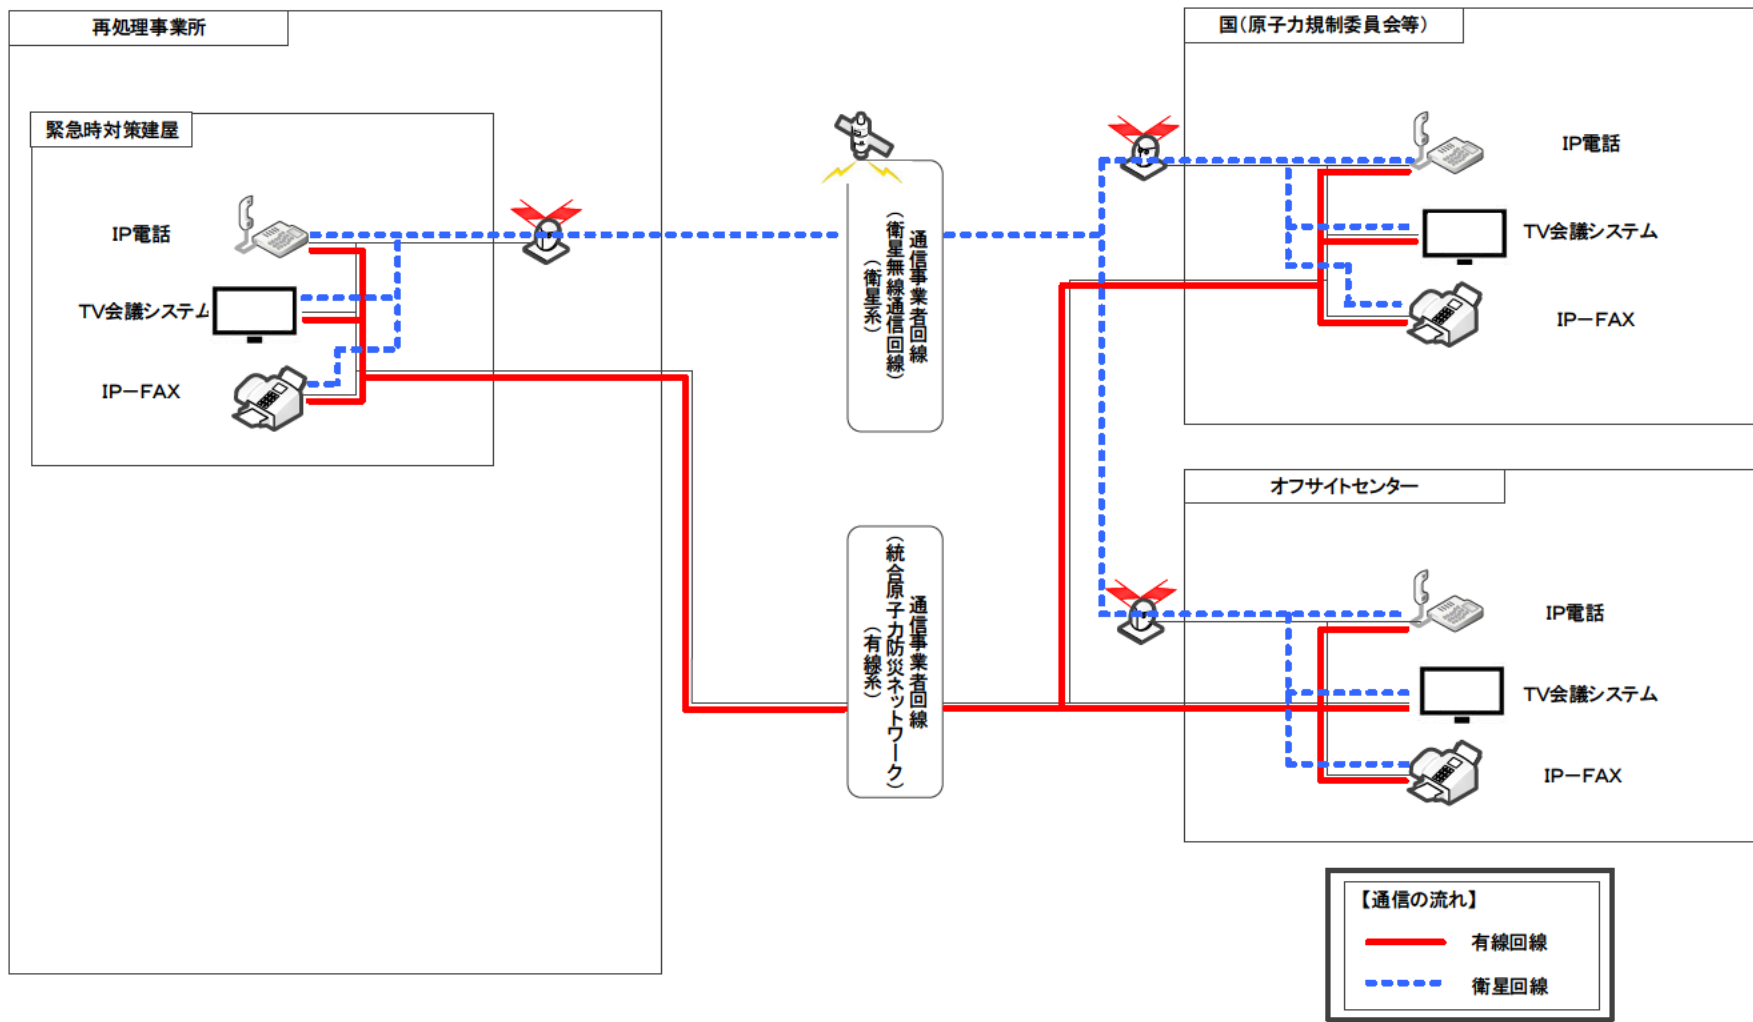 再処理事業所
緊急時対策建屋
IP電話
TV会議システム
IP－FAX
通信事業者回線
（衛星無線通信回線）
（衛星系）
通信事業者回線
（統合原子力防災ネットワーク）
（有線系）
国（原子力規制委員会等）
IP電話
TV会議システム
IP－FAX
オフサイトセンター
IP電話
TV会議システム
IP－FAX
【通信の流れ】
有線回線
衛星回線